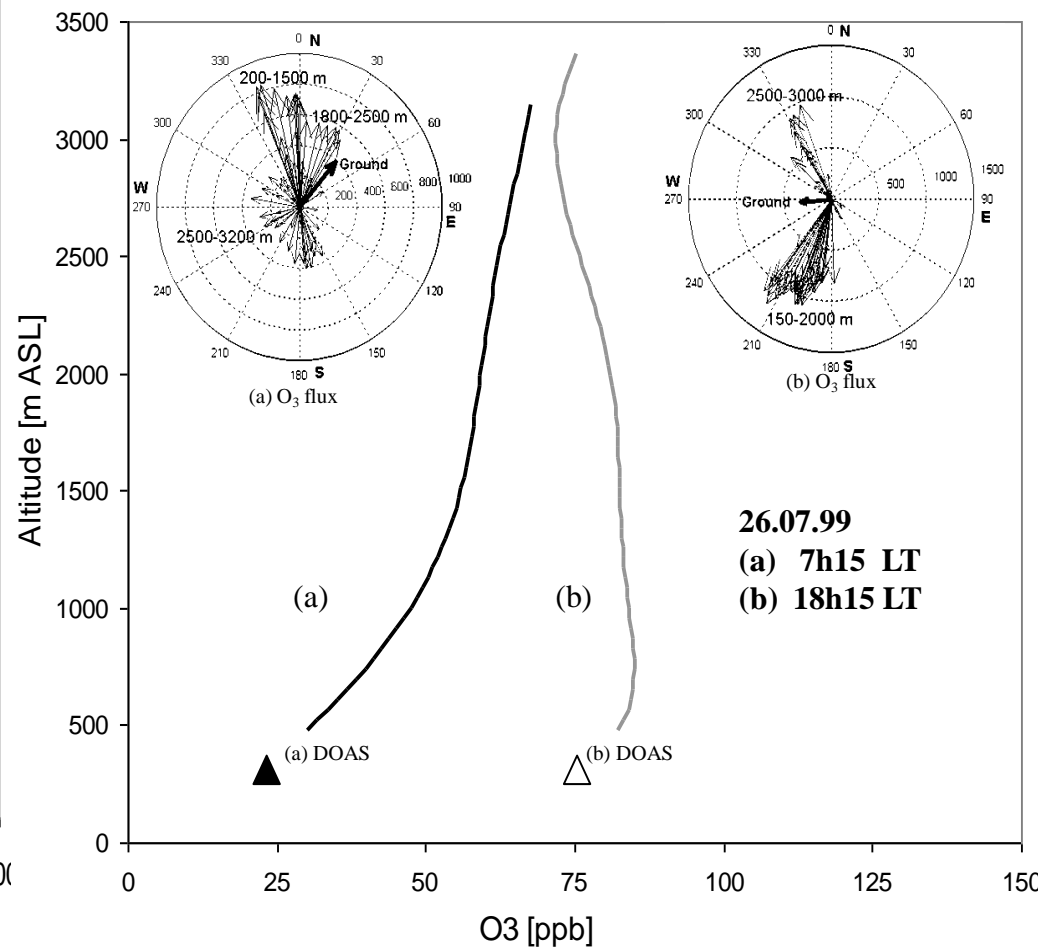 3500
3000
2500
2000
1500
1000
500
0
Altitude [m ASL]
0 N
330
30
200-1500 m
1800-2500 m
300
60
Ground
W
270
200 400 600 800 1000
90
E
2500-3200 m
240
120
210
150
180 S
(a) O₃ flux
0 N
330
30
2500-3000 m
300
60
W
270
500 1000 1500
90
E
Ground
240
120
150-2000 m
210
150
180 S
(b) O₃ flux
26.07.99
(a) 7h15 LT
(b) 18h15 LT
(a)
(b)
(a) DOAS
(b) DOAS
0 25 50 75 100 125 150
O3 [ppb]